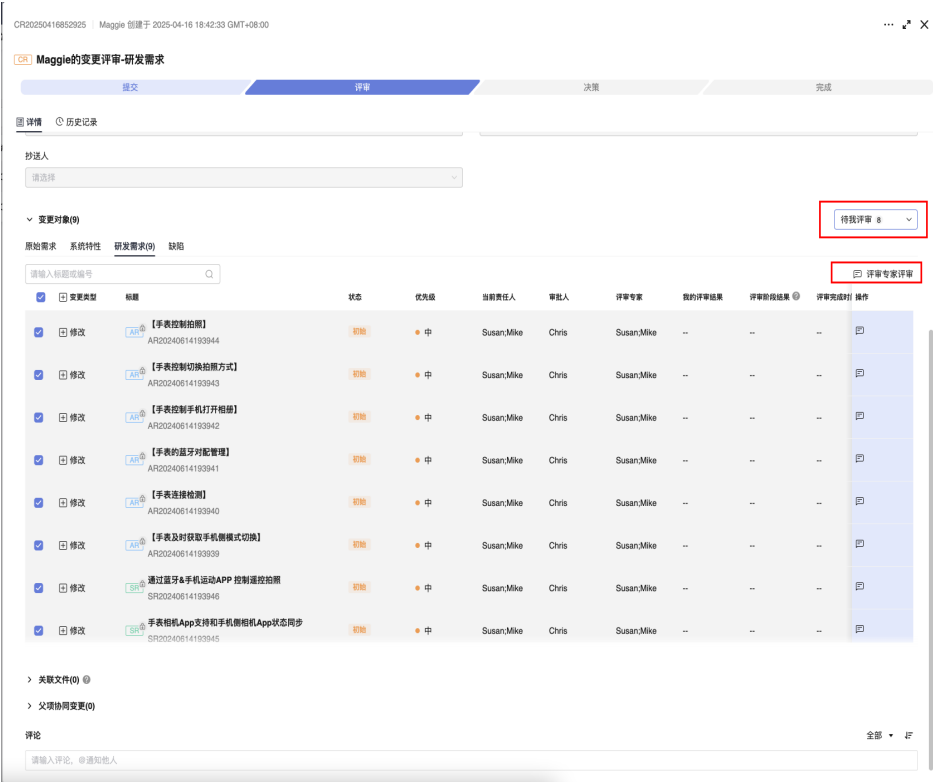 CR20250416852925 Maggie 创建于 2025-04-16 18:42:33 GMT+08:00
CR Maggie的变更评审-研发需求
提交 评审 决策 完成
详情 历史记录
抄送人
请选择
变更对象(9) 待我评审 8
原始需求 系统特性 研发需求(9) 缺陷
请输入标题或编号 评审专家评审
变更类型 标题 状态 优先级 当前责任人 审批人 评审专家 我的评审结果 评审阶段结果 评审完成时 操作
修改 AR 【手表控制拍照】 初始 中 Susan;Mike Chris Susan;Mike -- -- --
AR20240614193944
修改 AR 【手表控制切换拍照方式】 初始 中 Susan;Mike Chris Susan;Mike -- -- --
AR20240614193943
修改 AR 【手表控制手机打开相册】 初始 中 Susan;Mike Chris Susan;Mike -- -- --
AR20240614193942
修改 AR 【手表的蓝牙对配管理】 初始 中 Susan;Mike Chris Susan;Mike -- -- --
AR20240614193941
修改 AR 【手表连接检测】 初始 中 Susan;Mike Chris Susan;Mike -- -- --
AR20240614193940
修改 AR 【手表及时获取手机侧模式切换】 初始 中 Susan;Mike Chris Susan;Mike -- -- --
AR20240614193939
修改 SR 通过蓝牙&手机运动APP 控制遥控拍照 初始 中 Susan;Mike Chris Susan;Mike -- -- --
SR20240614193946
修改 SR 手表相机App支持和手机侧相机App状态同步 初始 中 Susan;Mike Chris Susan;Mike -- -- --
SR20240614193945
关联文件(0)
父项协同变更(0)
评论 全部
请输入评论，@通知他人